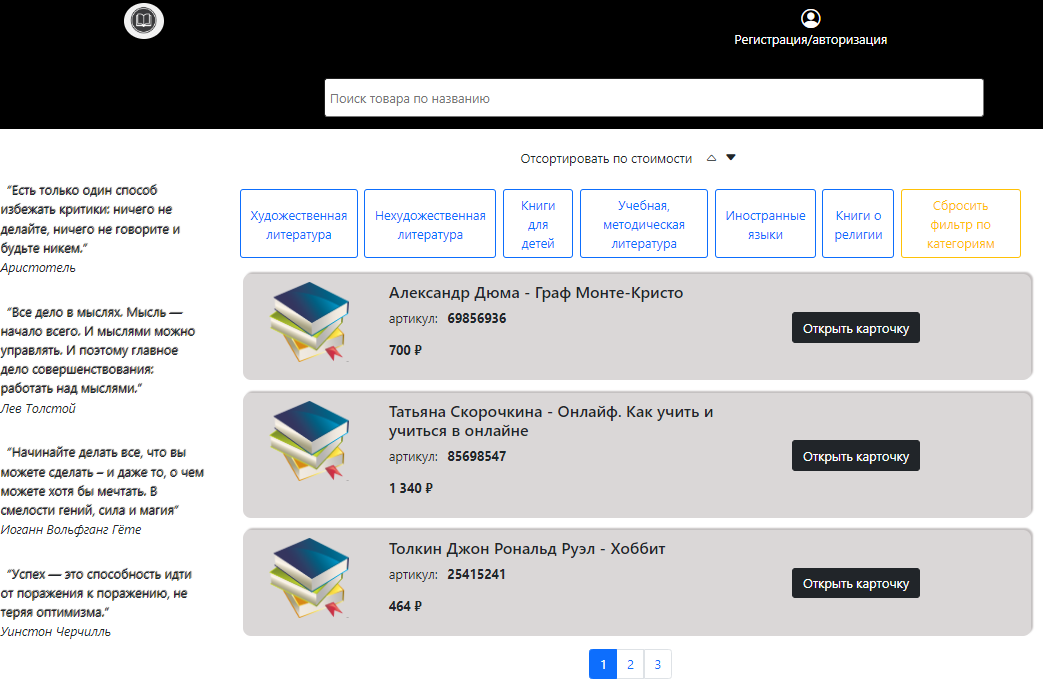 Регистрация/авторизация
Поиск товара по названию
Отсортировать по стоимости
“Есть только один способ
избежать критики: ничего не
делайте, ничего не говорите и
будьте никем.”
Аристотель
“Все дело в мыслях. Мысль —
начало всего. И мыслями можно
управлять. И поэтому главное
дело совершенствования:
работать над мыслями.”
Лев Толстой
“Начинайте делать все, что вы
можете сделать – и даже то, о чем
можете хотя бы мечтать. В
смелости гений, сила и магия”
Иоганн Вольфганг Гёте
“Успех — это способность идти
от поражения к поражению, не
теряя оптимизма.”
Уинстон Черчилль
Художественная
литература
Нехудожественная
литература
Книги
для
детей
Учебная,
методическая
литература
Иностранные
языки
Книги о
религии
Сбросить
фильтр по
категориям
Александр Дюма - Граф Монте-Кристо
артикул: 69856936
700 ₽
Открыть карточку
Татьяна Скорочкина - Онлайф. Как учить и
учиться в онлайне
артикул: 85698547
1 340 ₽
Открыть карточку
Толкин Джон Рональд Руэл - Хоббит
артикул: 25415241
464 ₽
Открыть карточку
1 2 3